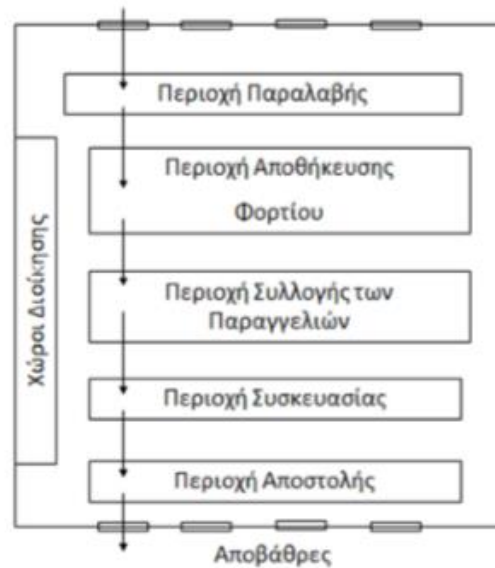 Περιοχή Παραλαβής
Χώροι Διοίκησης
Περιοχή Αποθήκευσης
Φορτίου
Περιοχή Συλλογής των
Παραγγελιών
Περιοχή Συσκευασίας
Περιοχή Αποστολής
Αποβάθρες